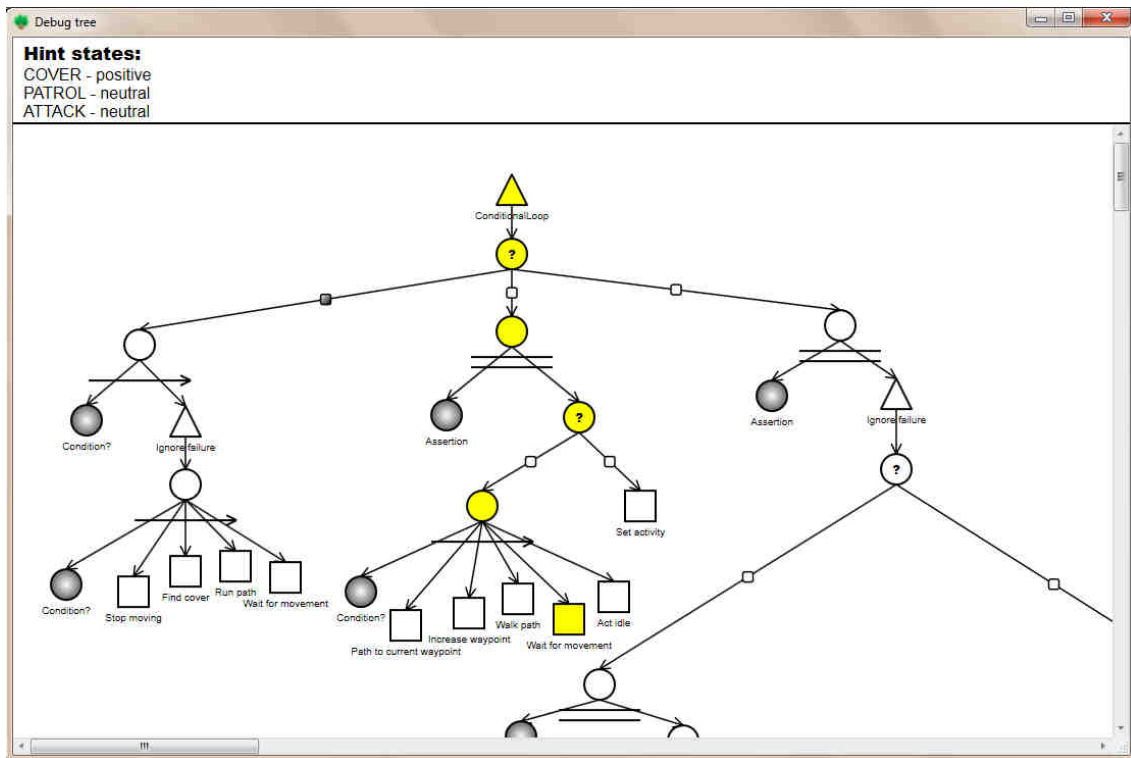 Debug tree
Hint states:
COVER - positive
PATROL - neutral
ATTACK - neutral
ConditionalLoop
?
Condition?
Ignore failure
Assertion
?
Assertion
Ignore failure
?
Set activity
Condition?
Stop moving
Find cover
Run path
Wait for movement
Condition?
Path to current waypoint
Increase waypoint
Walk path
Wait for movement
Act idle